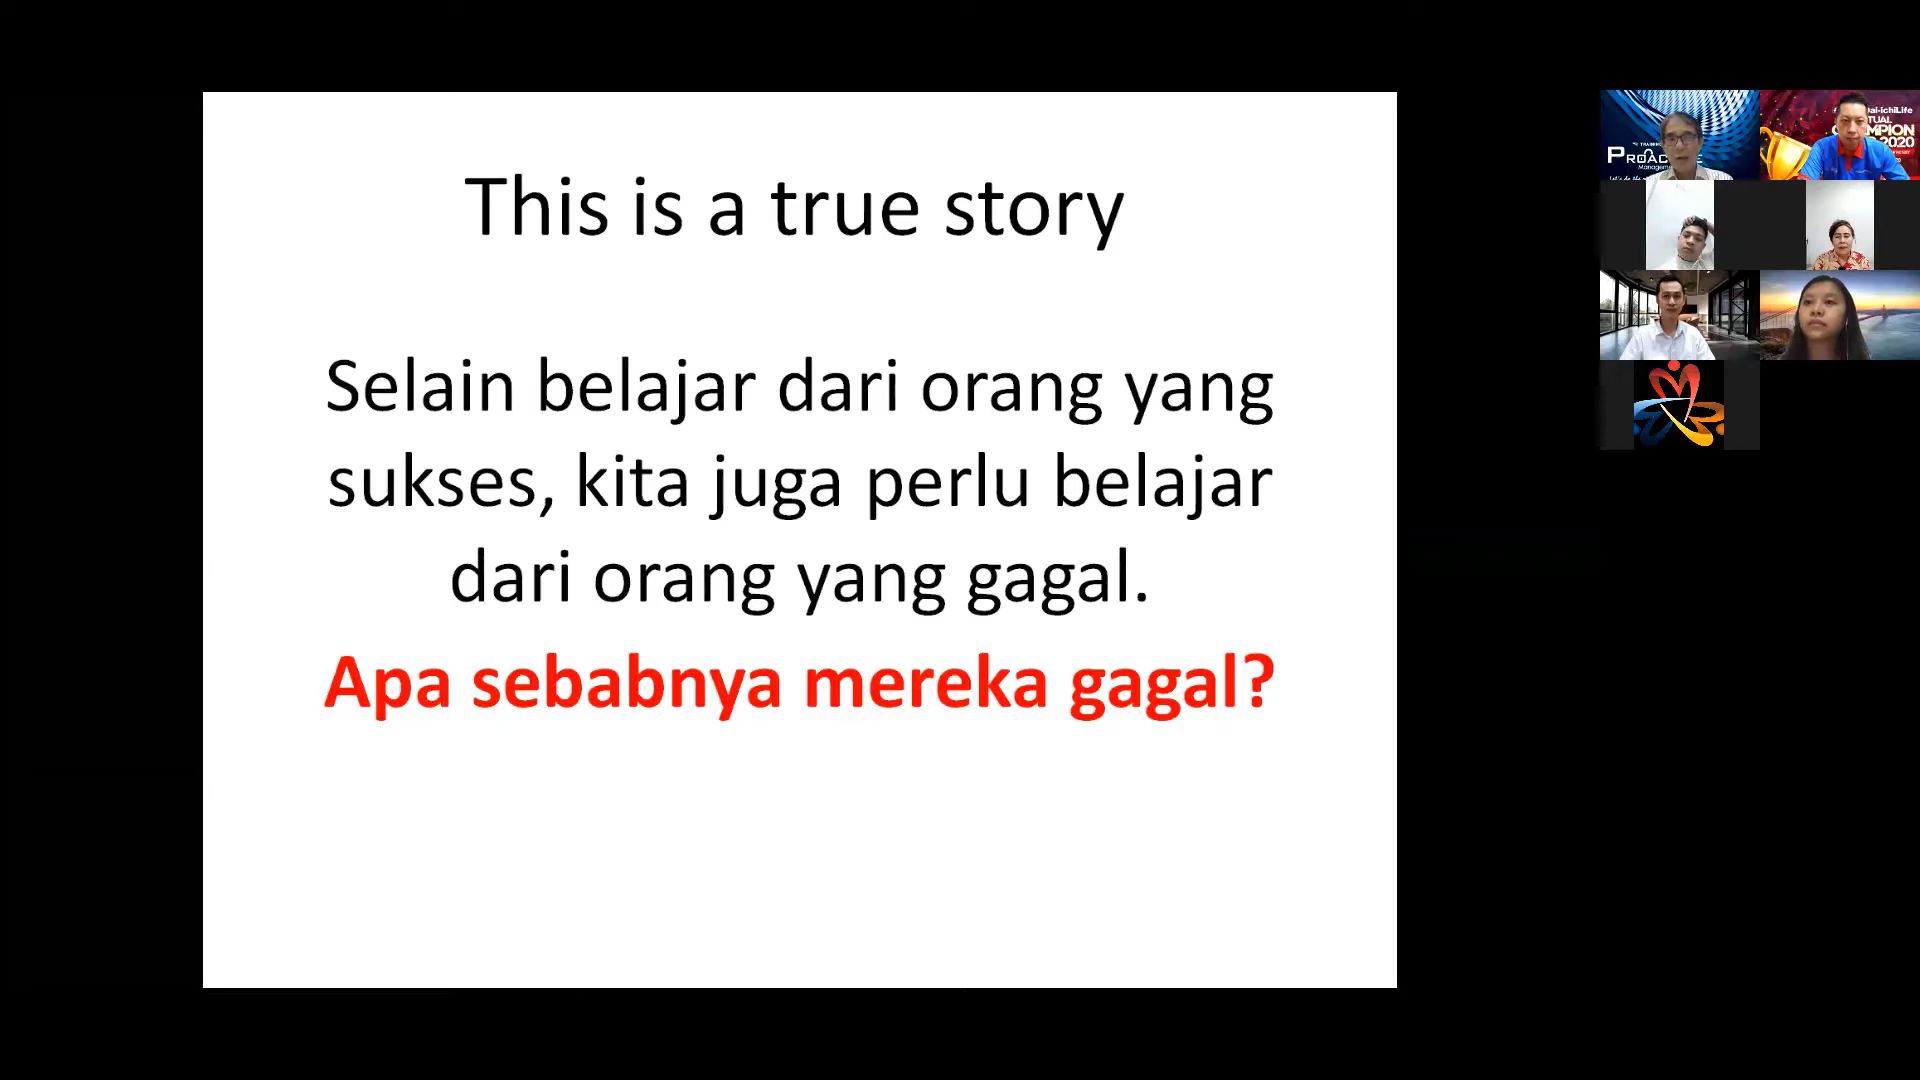 This is a true story
Selain belajar dari orang yang
sukses, kita juga perlu belajar
dari orang yang gagal.
Apa sebabnya mereka gagal?